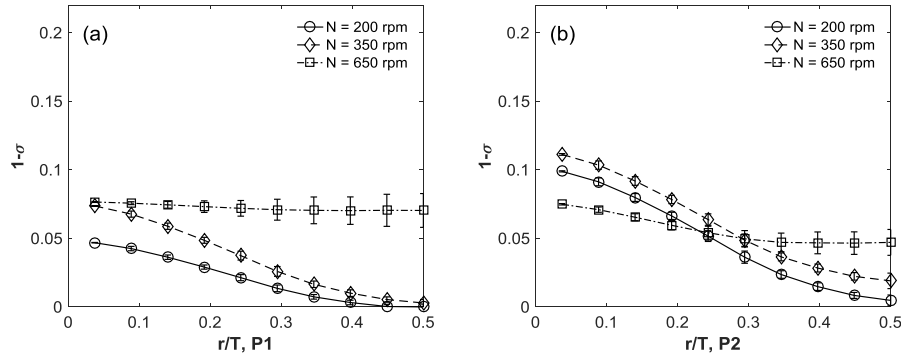 (a)
N = 200 rpm
N = 350 rpm
N = 650 rpm
0.2
0.15
0.1
0.05
0
1-σ
0 0.1 0.2 0.3 0.4 0.5
r/T, P1
(b)
N = 200 rpm
N = 350 rpm
N = 650 rpm
0.2
0.15
0.1
0.05
0
1-σ
0 0.1 0.2 0.3 0.4 0.5
r/T, P2